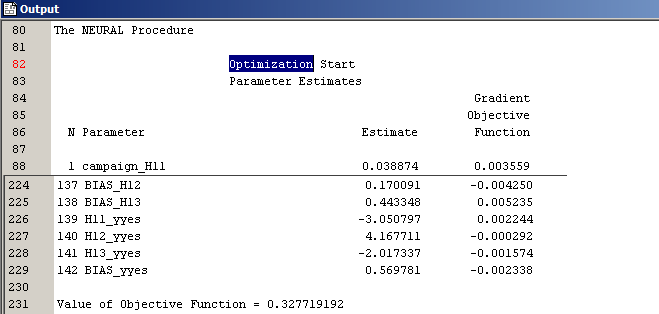 Output
80 The NEURAL Procedure
81
82 Optimization Start
83 Parameter Estimates
84 Gradient
85 Objective
86 N Parameter Estimate Function
87
88 1 campaign_H11 0.038874 0.003559
224 137 BIAS_H12 0.170091 -0.004250
225 138 BIAS_H13 0.443348 0.005235
226 139 H11_yyes -3.050797 0.002244
227 140 H12_yyes 4.167711 -0.000292
228 141 H13_yyes -2.017337 -0.001574
229 142 BIAS_yyes 0.569781 -0.002338
230
231 Value of Objective Function = 0.327719192